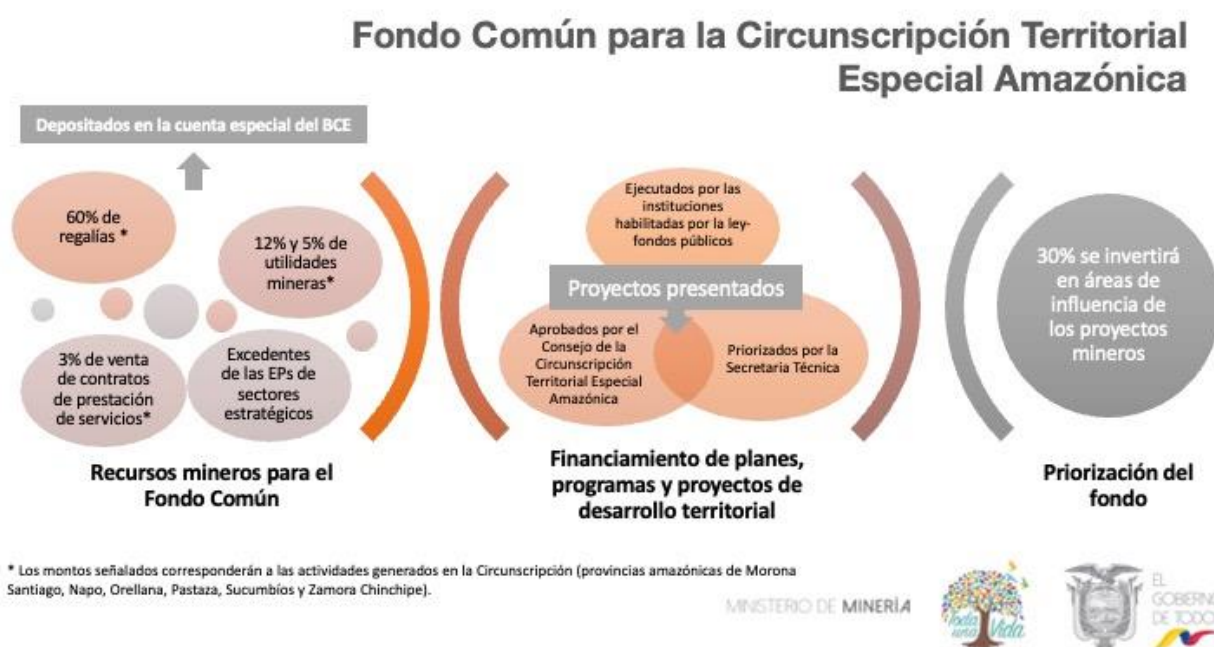 Fondo Común para la Circunscripción Territorial
Especial Amazónica
Depositados en la cuenta especial del BCE
60% de
regalías *
12% y 5% de
utilidades
mineras*
3% de venta
de contratos
de prestación
de servicios*
Excedentes
de las EPs de
sectores
estratégicos
Recursos mineros para el
Fondo Común
Ejecutados por las
instituciones
habilitadas por la ley-
fondos públicos
Proyectos presentados
Aprobados por el
Consejo de la
Circunscripción
Territorial Especial
Amazónica
Priorizados por la
Secretaria Técnica
Financiamiento de planes,
programas y proyectos de
desarrollo territorial
30% se invertirá
en áreas de
influencia de
los proyectos
mineros
Priorización del
fondo
* Los montos señalados corresponderán a las actividades generados en la Circunscripción (provincias amazónicas de Morona
Santiago, Napo, Orellana, Pastaza, Sucumbíos y Zamora Chinchipe).
MINISTERIO DE MINERÍA
Toda
una Vida
EL
GOBIERNO
DE TODOS